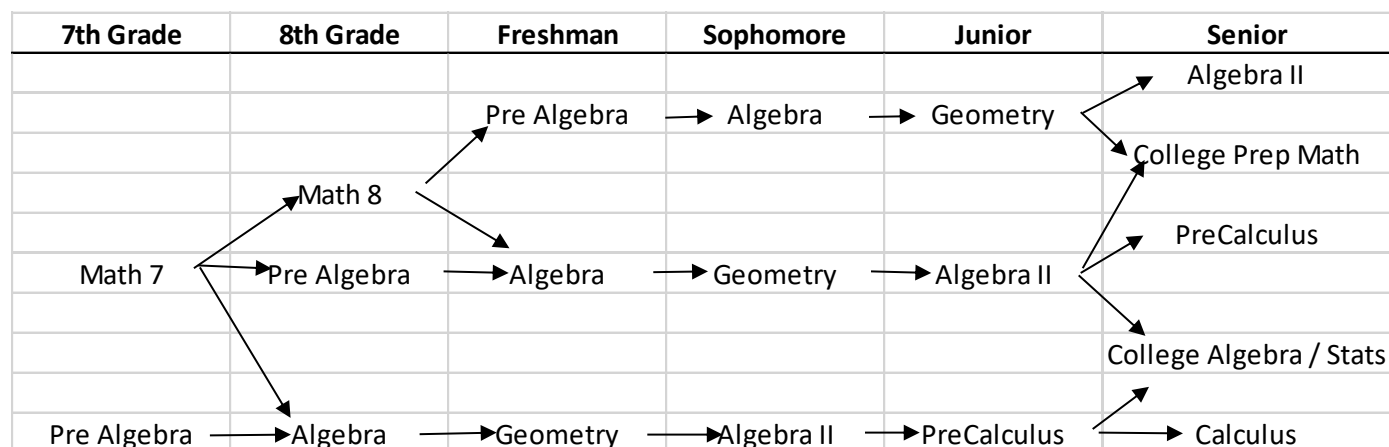 7th Grade 8th Grade Freshman Sophomore Junior Senior
Algebra II
Pre Algebra Algebra Geometry
College Prep Math
Math 8
PreCalculus
Math 7 Pre Algebra Algebra Geometry Algebra II
College Algebra / Stats
Pre Algebra Algebra Geometry Algebra II PreCalculus Calculus